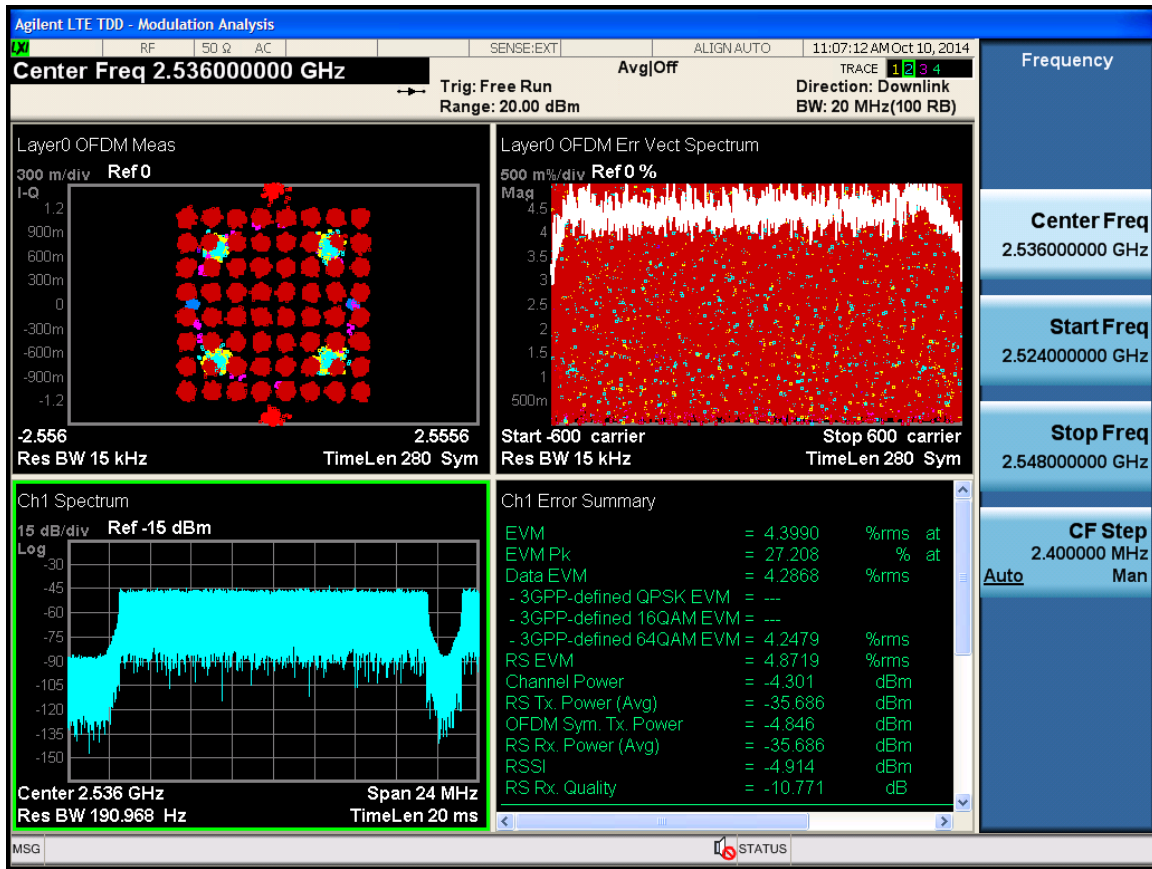 Agilent LTE TDD - Modulation Analysis
LXI RF 50 Ω AC SENSE:EXT ALIGN AUTO 11:07:12 AM Oct 10, 2014
Center Freq 2.536000000 GHz
Avg|Off
TRACE 1 2 3 4
Trig: Free Run
Direction: Downlink
Range: 20.00 dBm
BW: 20 MHz(100 RB)
Layer0 OFDM Meas
300 m/div Ref 0
I-Q
1.2
900m
600m
300m
0
-300m
-600m
-900m
-1.2
-2.556 2.5556
Res BW 15 kHz TimeLen 280 Sym
Layer0 OFDM Err Vect Spectrum
500 m%/div Ref 0 %
Mag
4.5
4
3.5
3
2.5
2
1.5
1
500m
Start -600 carrier Stop 600 carrier
Res BW 15 kHz TimeLen 280 Sym
Ch1 Spectrum
15 dB/div Ref -15 dBm
Log
-30
-45
-60
-75
-90
-105
-120
-135
-150
Center 2.536 GHz Span 24 MHz
Res BW 190.968 Hz TimeLen 20 ms
Ch1 Error Summary
EVM = 4.3990 %rms at
EVM Pk = 27.208 % at
Data EVM = 4.2868 %rms
- 3GPP-defined QPSK EVM = ---
- 3GPP-defined 16QAM EVM = ---
- 3GPP-defined 64QAM EVM = 4.2479 %rms
RS EVM = 4.8719 %rms
Channel Power = -4.301 dBm
RS Tx. Power (Avg) = -35.686 dBm
OFDM Sym. Tx. Power = -4.846 dBm
RS Rx. Power (Avg) = -35.686 dBm
RSSI = -4.914 dBm
RS Rx. Quality = -10.771 dB
Frequency
Center Freq
2.536000000 GHz
Start Freq
2.524000000 GHz
Stop Freq
2.548000000 GHz
CF Step
2.400000 MHz
Auto Man
MSG STATUS